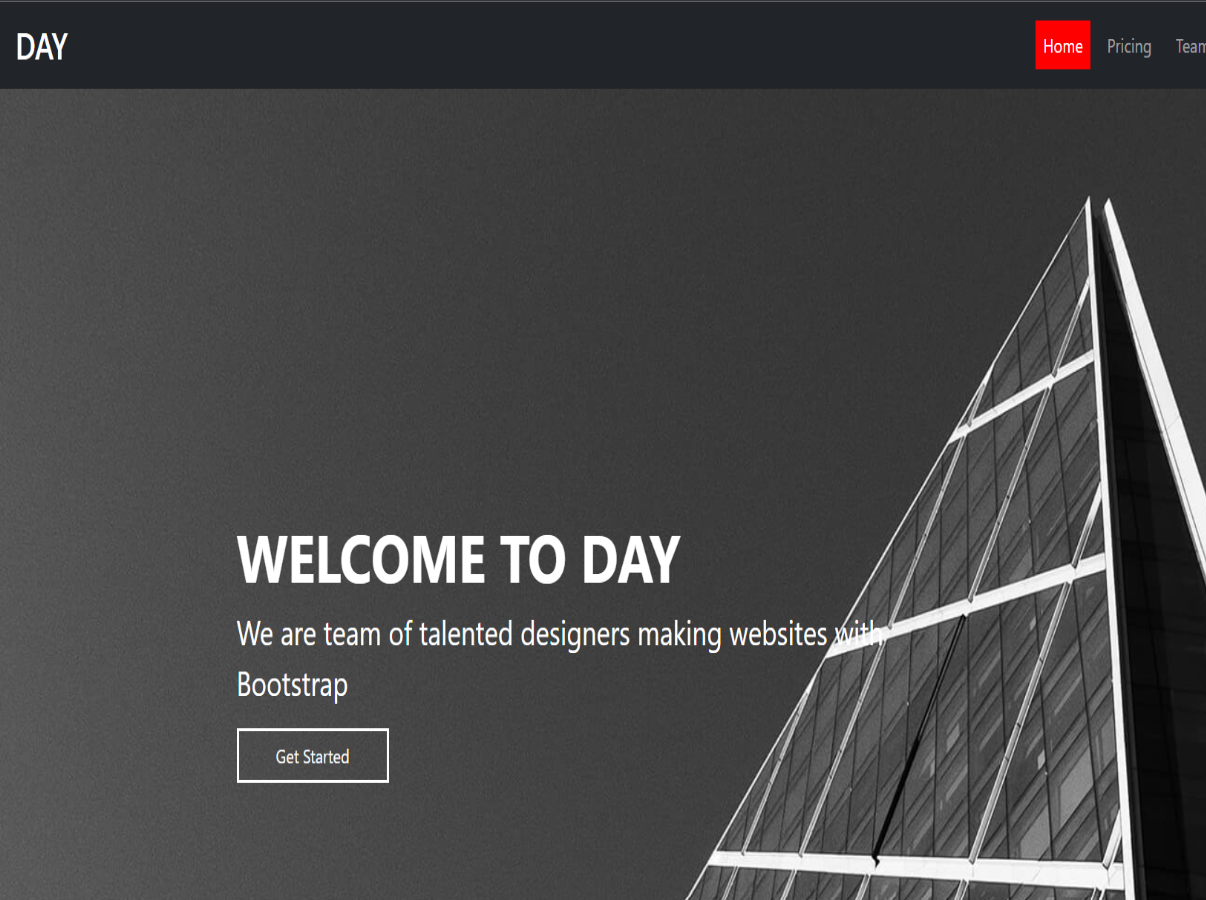 DAY
Home Pricing Team
WELCOME TO DAY
We are team of talented designers making websites with
Bootstrap
Get Started